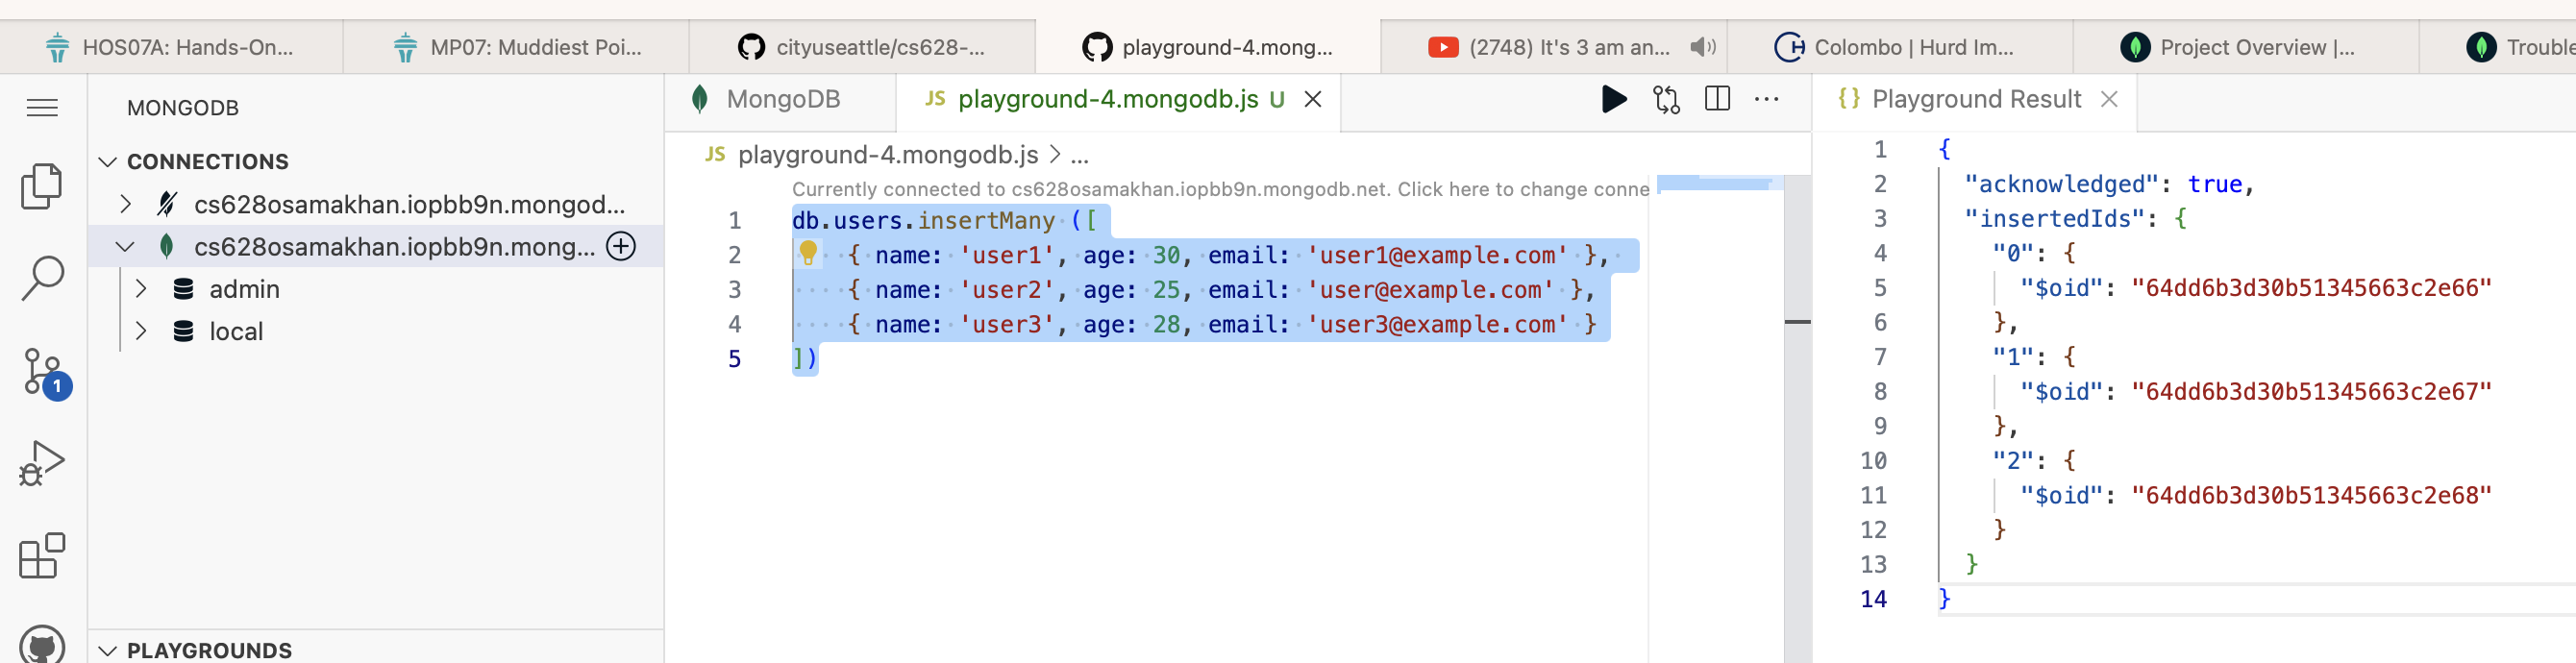 HOS07A: Hands-On...
MP07: Muddiest Poi...
cityuseattle/cs628-...
playground-4.mong...
(2748) It's 3 am an...
Colombo | Hurd Im...
Project Overview |...
Trouble
MONGODB
CONNECTIONS
cs628osamakhan.iopbb9n.mongod...
cs628osamakhan.iopbb9n.mong...
admin
local
1
PLAYGROUNDS
MongoDB
JS playground-4.mongodb.js U
JS playground-4.mongodb.js > ...
Currently connected to cs628osamakhan.iopbb9n.mongodb.net. Click here to change conne
1 db.users.insertMany ([
2 { name: 'user1', age: 30, email: 'user1@example.com' },
3 { name: 'user2', age: 25, email: 'user@example.com' },
4 { name: 'user3', age: 28, email: 'user3@example.com' }
5 ])
{} Playground Result
1 {
2 "acknowledged": true,
3 "insertedIds": {
4 "0": {
5 "$oid": "64dd6b3d30b51345663c2e66"
6 },
7 "1": {
8 "$oid": "64dd6b3d30b51345663c2e67"
9 },
10 "2": {
11 "$oid": "64dd6b3d30b51345663c2e68"
12 }
13 }
14 }